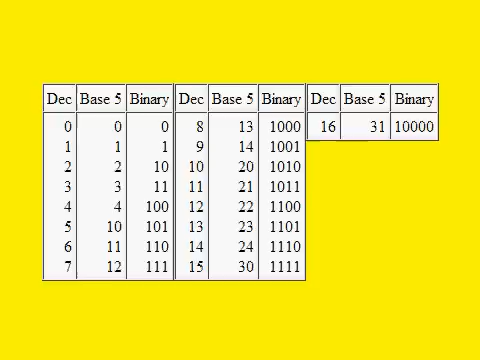 Dec Base 5 Binary Dec Base 5 Binary Dec Base 5 Binary
0 0 0 8 13 1000 16 31 10000
1 1 1 9 14 1001
2 2 10 10 20 1010
3 3 11 11 21 1011
4 4 100 12 22 1100
5 10 101 13 23 1101
6 11 110 14 24 1110
7 12 111 15 30 1111